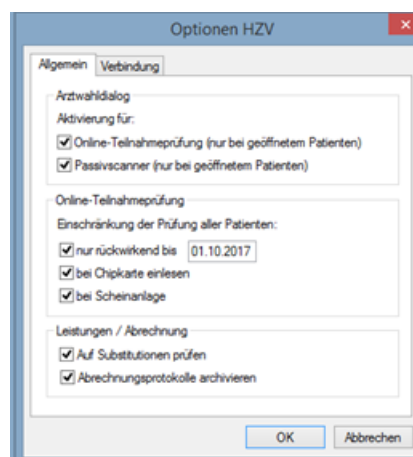 Optionen HZV
Allgemein Verbindung
Arztwahldialog
Aktivierung für:
Online-Teilnahmeprüfung (nur bei geöffnetem Patienten)
Passivscanner (nur bei geöffnetem Patienten)
Online-Teilnahmeprüfung
Einschränkung der Prüfung aller Patienten:
nur rückwirkend bis 01.10.2017
bei Chipkarte einlesen
bei Scheinanlage
Leistungen / Abrechnung
Auf Substitutionen prüfen
Abrechnungsprotokolle archivieren
OK Abbrechen